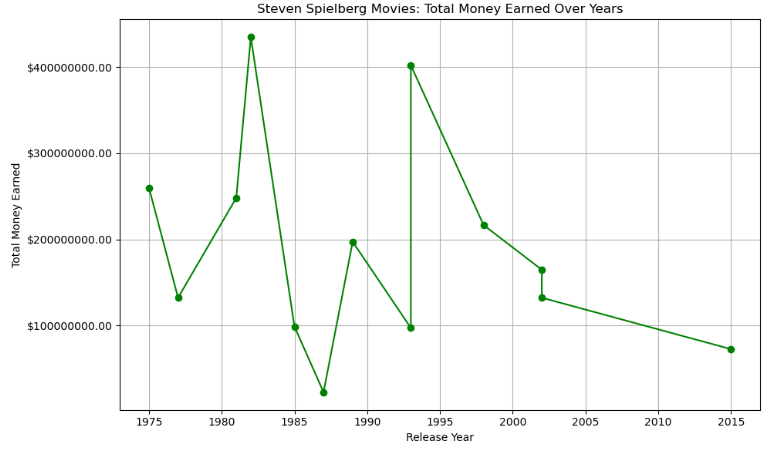 Steven Spielberg Movies: Total Money Earned Over Years
$400000000.00
$300000000.00
$200000000.00
$100000000.00
Total Money Earned
1975 1980 1985 1990 1995 2000 2005 2010 2015
Release Year